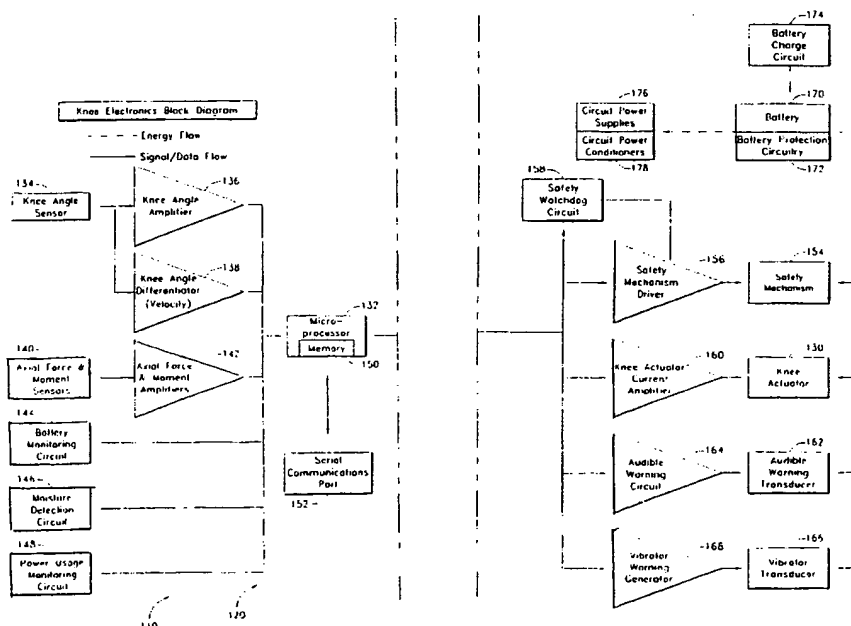 174
Battery
Charge
Circuit
176
170
Knee Electronics Block Diagram
Circuit Power
Supplies
Battery
Energy Flow
Circuit Power
Conditioners
Battery Protection
Circuitry
Signal/Data Flow
178
172
134
136
158
Knee Angle
Sensor
Knee Angle
Amplifier
Safety
Watchdog
Circuit
138
156
154
Knee Angle
Differentiator
(Velocity)
Safety
Mechanism
Driver
Safety
Mechanism
132
Micro-
processor
Memory
150
140
142
160
130
Axial Force &
Moment
Sensors
Axial Force
& Moment
Amplifiers
Knee Actuator
Current
Amplifier
Knee
Actuator
144
Battery
Monitoring
Circuit
Serial
Communications
Port
152
164
162
Audible
Warning
Circuit
Audible
Warning
Transducer
146
Moisture
Detection
Circuit
148
Power Usage
Monitoring
Circuit
168
166
Vibrator
Warning
Generator
Vibrator
Transducer
120